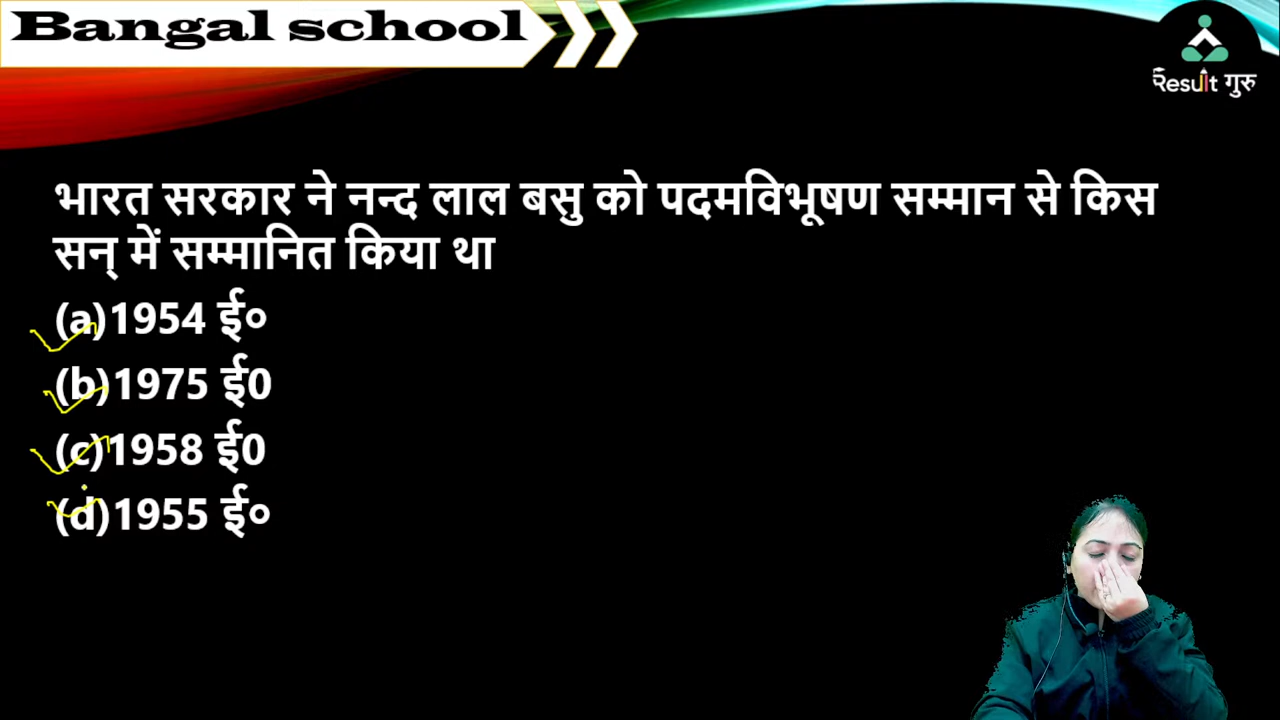 Bangal school
Result गुरु
भारत सरकार ने नन्द लाल बसु को पदमविभूषण सम्मान से किस
सन् में सम्मानित किया था
(a)1954 ई०
(b)1975 ई0
(c)1958 ई0
(d)1955 ई०